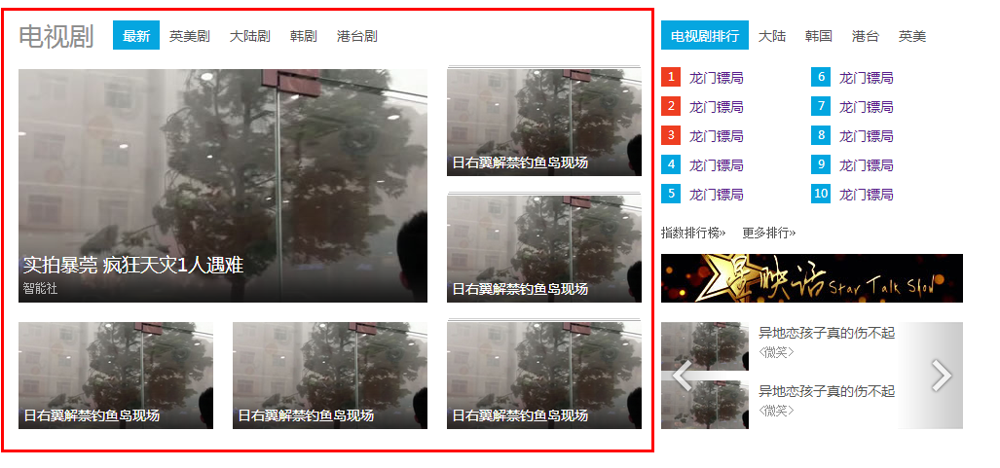 电视剧 最新 英美剧 大陆剧 韩剧 港台剧
实拍暴莞 疯狂天灾1人遇难
智能社
日右翼解禁钓鱼岛现场
日右翼解禁钓鱼岛现场
日右翼解禁钓鱼岛现场
日右翼解禁钓鱼岛现场
日右翼解禁钓鱼岛现场
电视剧排行 大陆 韩国 港台 英美
1 龙门镖局
2 龙门镖局
3 龙门镖局
4 龙门镖局
5 龙门镖局
6 龙门镖局
7 龙门镖局
8 龙门镖局
9 龙门镖局
10 龙门镖局
指数排行榜» 更多排行»
星映话 Star Talk Show
异地恋孩子真的伤不起
<微笑>
异地恋孩子真的伤不起
<微笑>